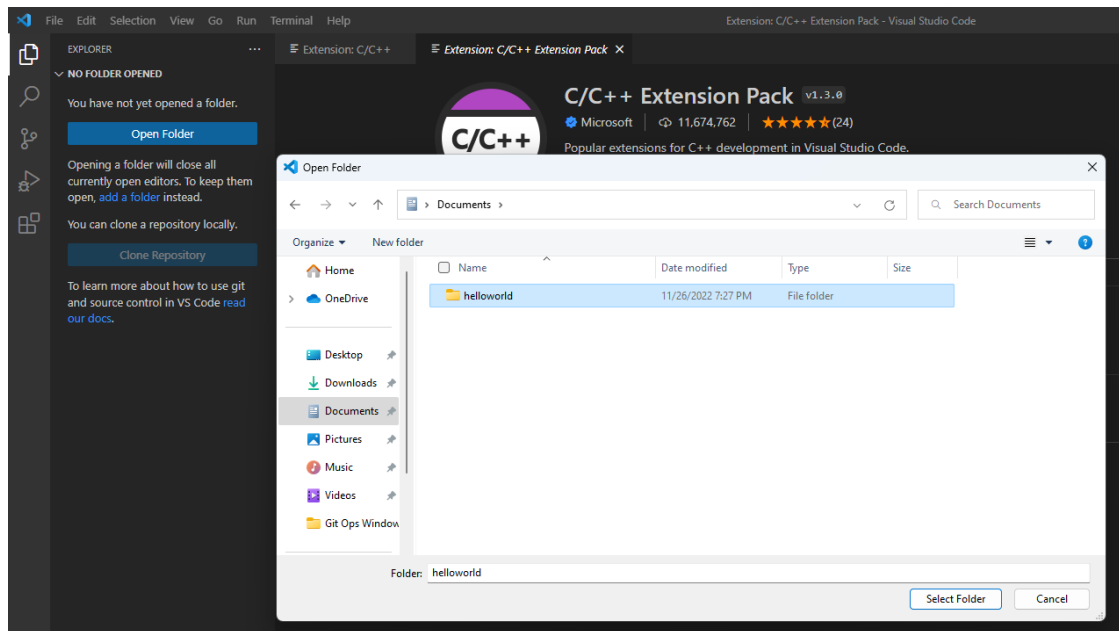 File Edit Selection View Go Run Terminal Help
Extension: C/C++ Extension Pack - Visual Studio Code
EXPLORER ...
NO FOLDER OPENED
You have not yet opened a folder.
Open Folder
Opening a folder will close all
currently open editors. To keep them
open, add a folder instead.
You can clone a repository locally.
Clone Repository
To learn more about how to use git
and source control in VS Code read
our docs.
Extension: C/C++
Extension: C/C++ Extension Pack
C/C++
C/C++ Extension Pack v1.3.0
Microsoft 11,674,762 (24)
Popular extensions for C++ development in Visual Studio Code.
Open Folder
Documents
Search Documents
Organize New folder
Home
OneDrive
Desktop
Downloads
Documents
Pictures
Music
Videos
Git Ops Window
Name Date modified Type Size
helloworld 11/26/2022 7:27 PM File folder
Folder: helloworld
Select Folder Cancel